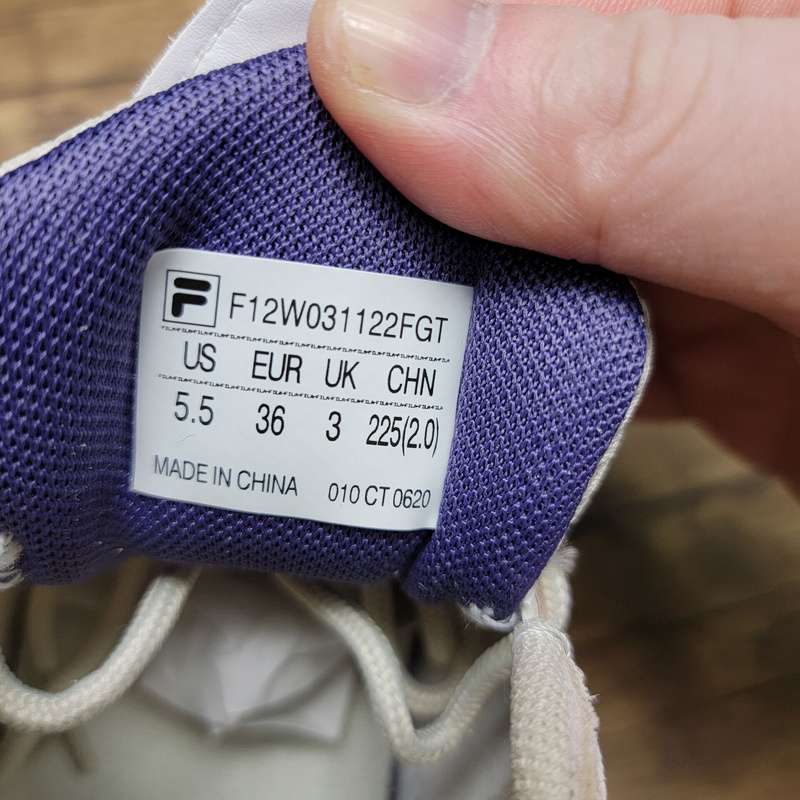 F F12W031122FGT
US EUR UK CHN
5.5 36 3 225(2.0)
MADE IN CHINA 010 CT 0620